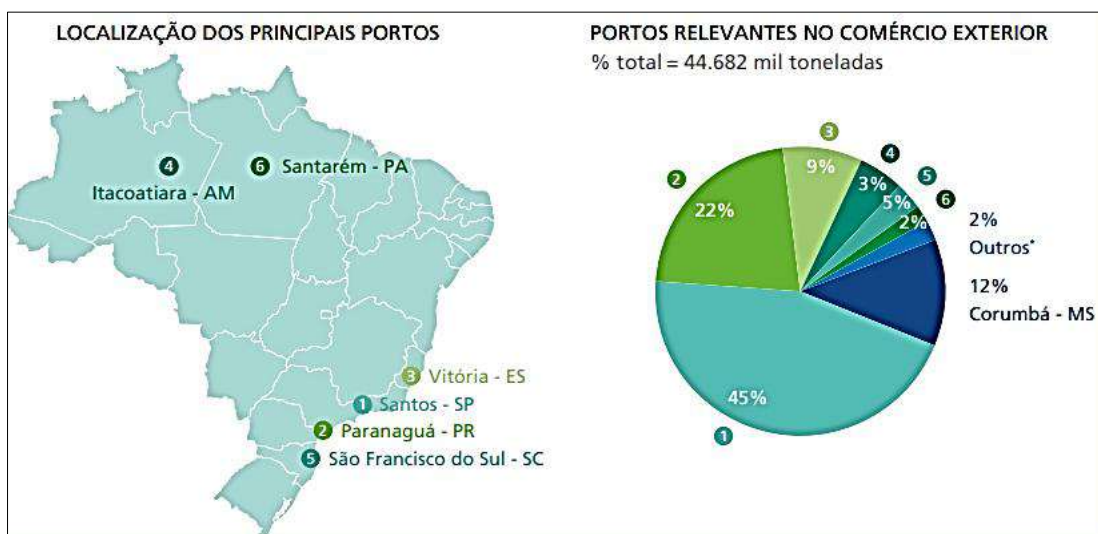 LOCALIZAÇÃO DOS PRINCIPAIS PORTOS
4
Itacoatiara - AM
6 Santarém - PA
3 Vitória - ES
1 Santos - SP
2 Paranaguá - PR
5 São Francisco do Sul - SC
PORTOS RELEVANTES NO COMÉRCIO EXTERIOR
% total = 44.682 mil toneladas
3
9%
4
3%
5
5%
6
2%
2
22%
2%
Outros*
12%
Corumbá - MS
45%
1